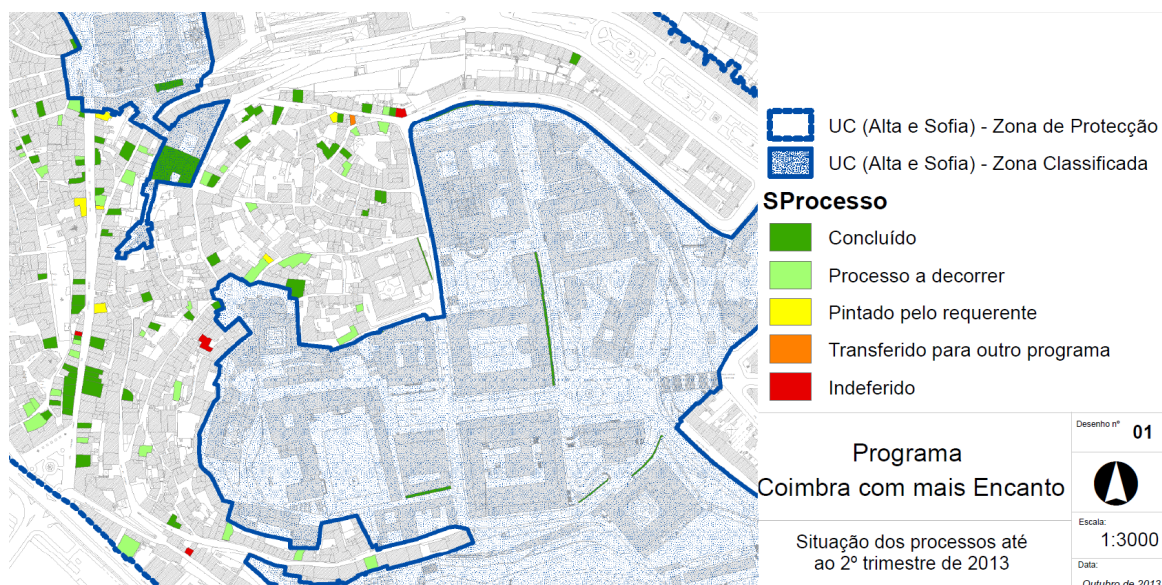 UC (Alta e Sofia) - Zona de Protecção
UC (Alta e Sofia) - Zona Classificada
SProcesso
Concluído
Processo a decorrer
Pintado pelo requerente
Transferido para outro programa
Indeferido
Programa
Coimbra com mais Encanto
Situação dos processos até
ao 2º trimestre de 2013
Desenho nº 01
Escala:
1:3000
Data:
Outubro de 2013